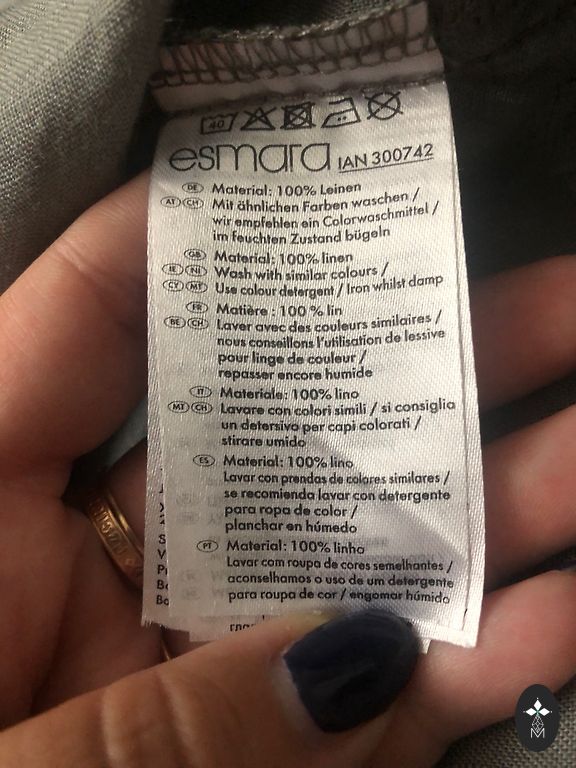 40
esmara IAN 300742
DE Material: 100% Leinen
AT CH Mit ähnlichen Farben waschen /
wir empfehlen ein Colorwaschmittel /
im feuchten Zustand bügeln
GB Material: 100% linen
IE NI Wash with similar colours /
CY MT Use colour detergent / Iron whilst damp
FR Matière : 100 % lin
BE CH Laver avec des couleurs similaires /
nous conseillons l'utilisation de lessive
pour linge de couleur /
repasser encore humide
IT Materiale: 100% lino
MT CH Lavare con colori simili / si consiglia
un detersivo per capi colorati /
stirare umido
ES Material: 100% lino
Lavar con prendas de colores similares /
se recomienda lavar con detergente
para ropa de color /
planchar en húmedo
PT Material: 100% linho
Lavar com roupa de cores semelhantes /
aconselhamos o uso de um detergente
para roupa de cor / engomar húmido
M